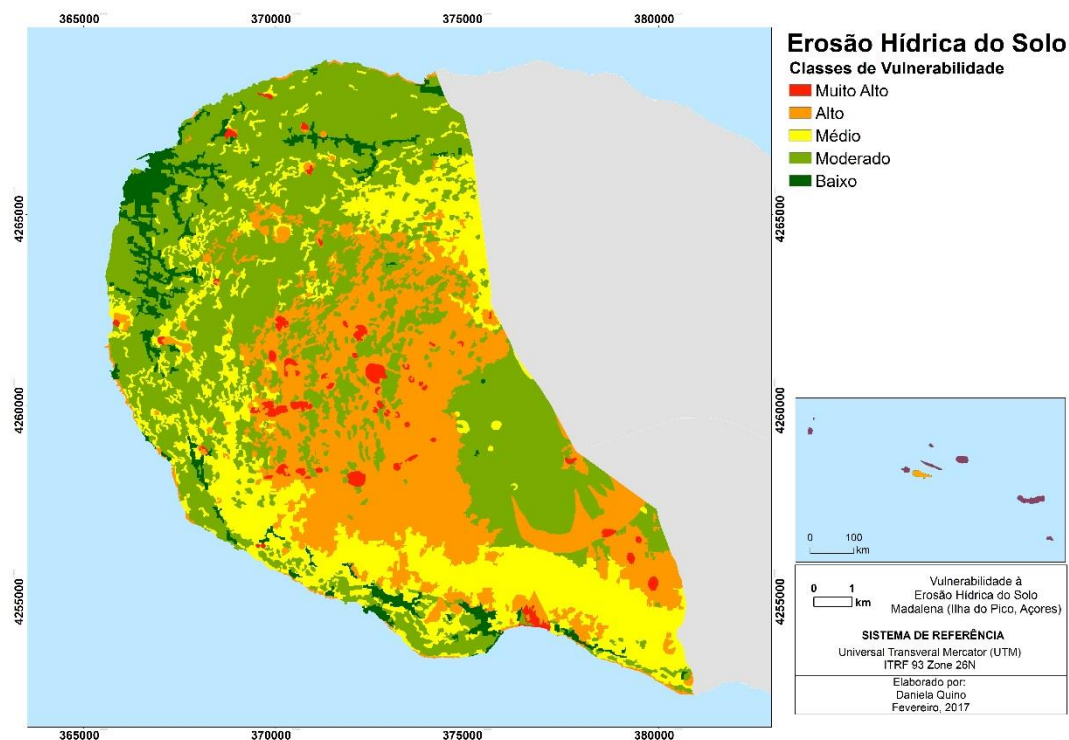 365000 370000 375000 380000
Erosão Hídrica do Solo
Classes de Vulnerabilidade
Muito Alto
Alto
Médio
Moderado
Baixo
4265000
4265000
4260000
4260000
4255000
4255000
0 100
km
0 1
km
Vulnerabilidade à
Erosão Hídrica do Solo
Madalena (Ilha do Pico, Açores)
SISTEMA DE REFERÊNCIA
Universal Transveral Mercator (UTM)
ITRF 93 Zone 26N
Elaborado por:
Daniela Quino
Fevereiro, 2017
365000 370000 375000 380000